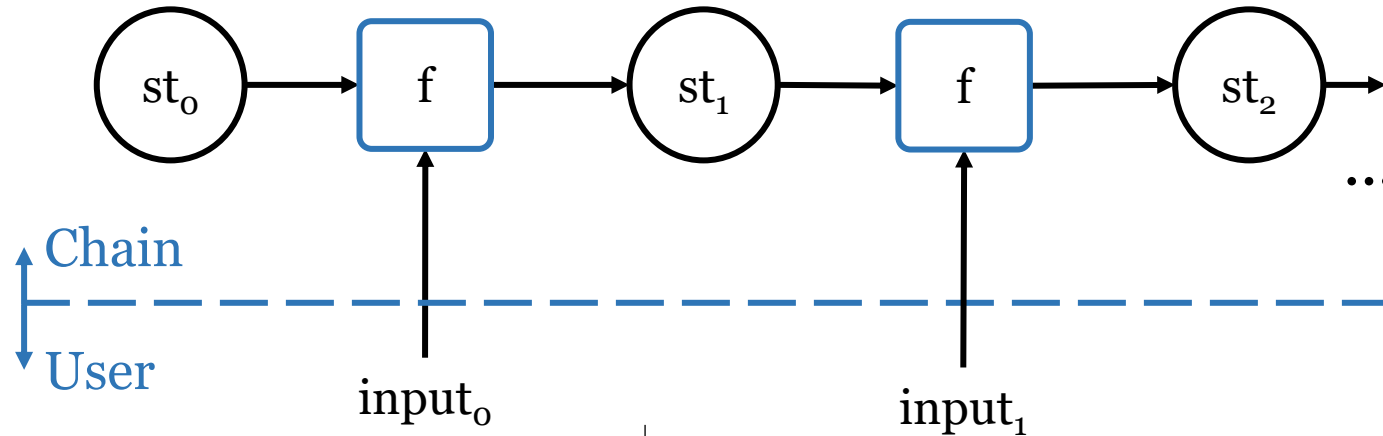 st₀ f st₁ f st₂
...
Chain
User
input₀ input₁